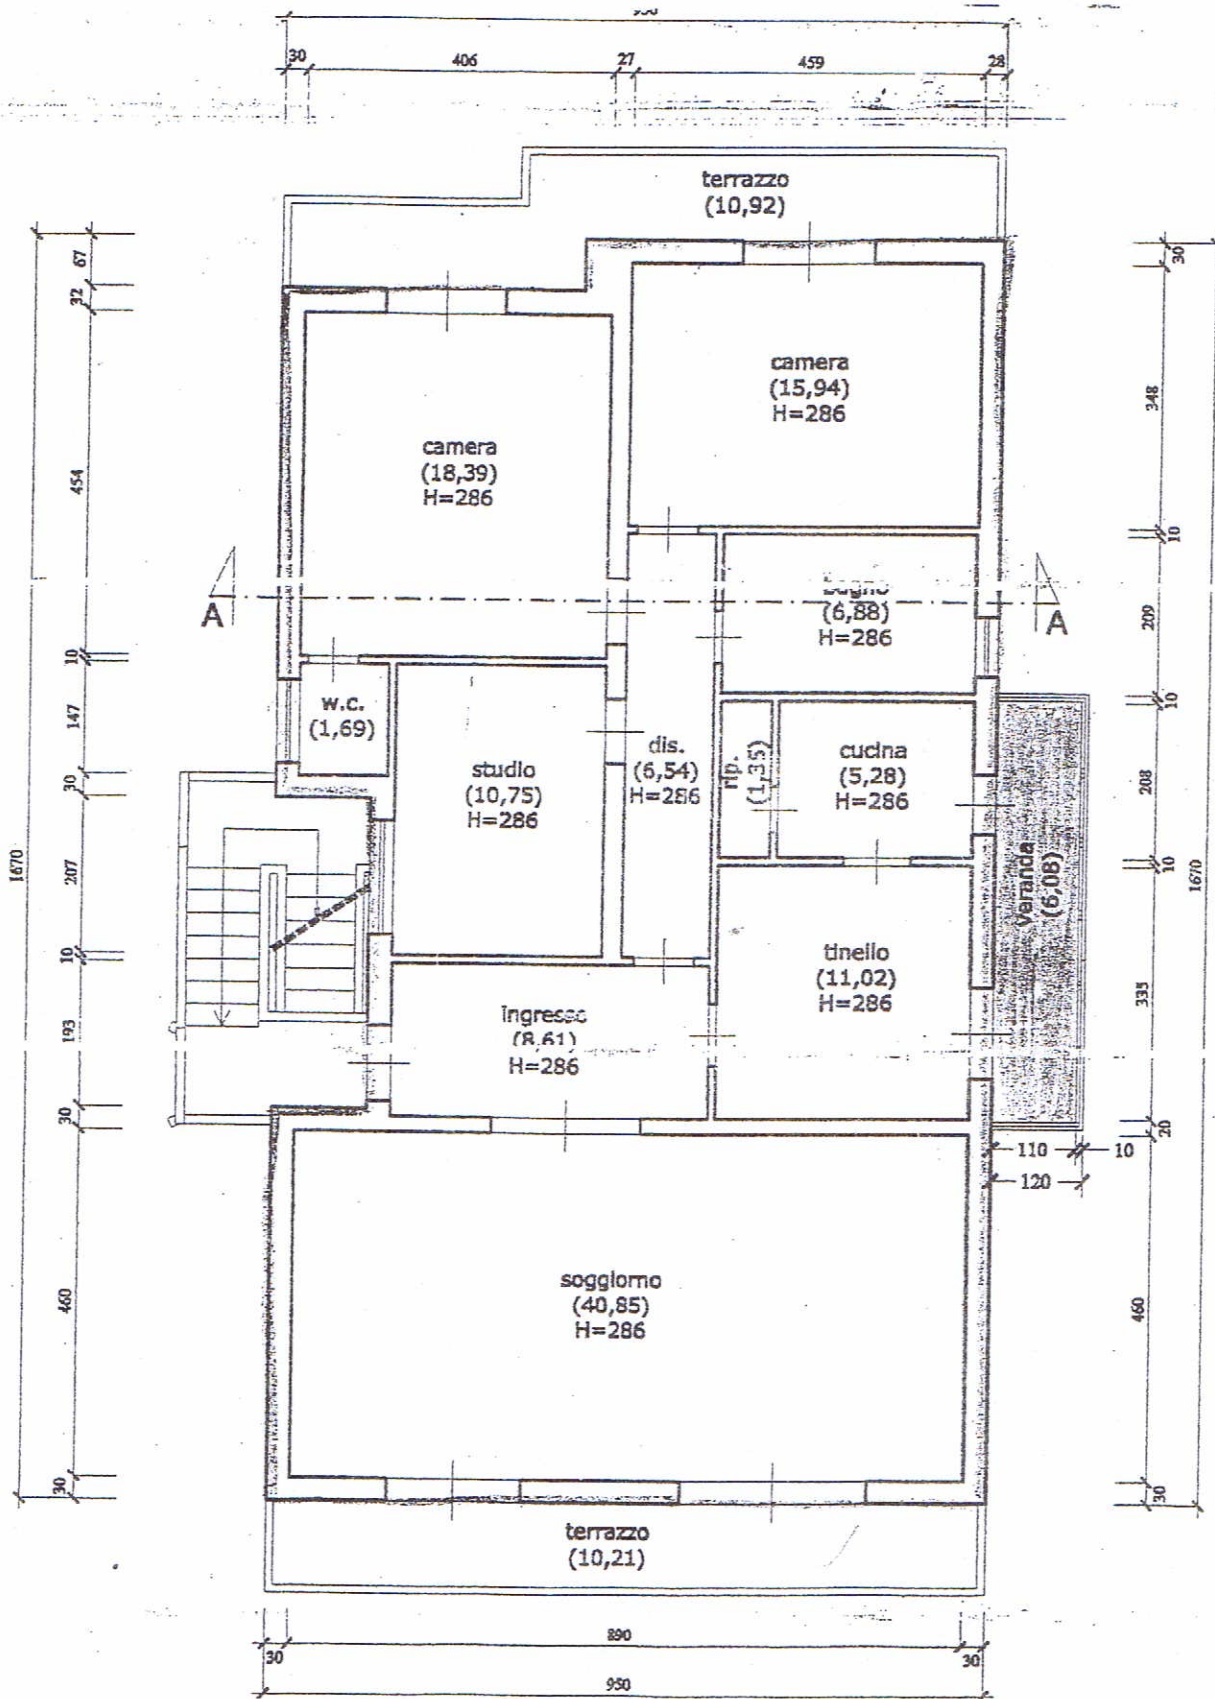 30 406 27 459 28
terrazzo
(10,92)
67
32
454
10
147
30
207
10
193
30
460
30
1670
30
348
10
209
10
208
10
335
20
460
30
1670
camera
(15,94)
H=286
camera
(18,39)
H=286
A
A
(6,88)
H=286
w.c.
(1,69)
studio
(10,75)
H=286
dis.
(6,54)
H=286
rip.
(1,35)
cucina
(5,28)
H=286
Veranda
(6,08)
tinello
(11,02)
H=286
ingresso
(8,61)
H=286
110 10
120
soggiorno
(40,85)
H=286
terrazzo
(10,21)
30 890 30
950